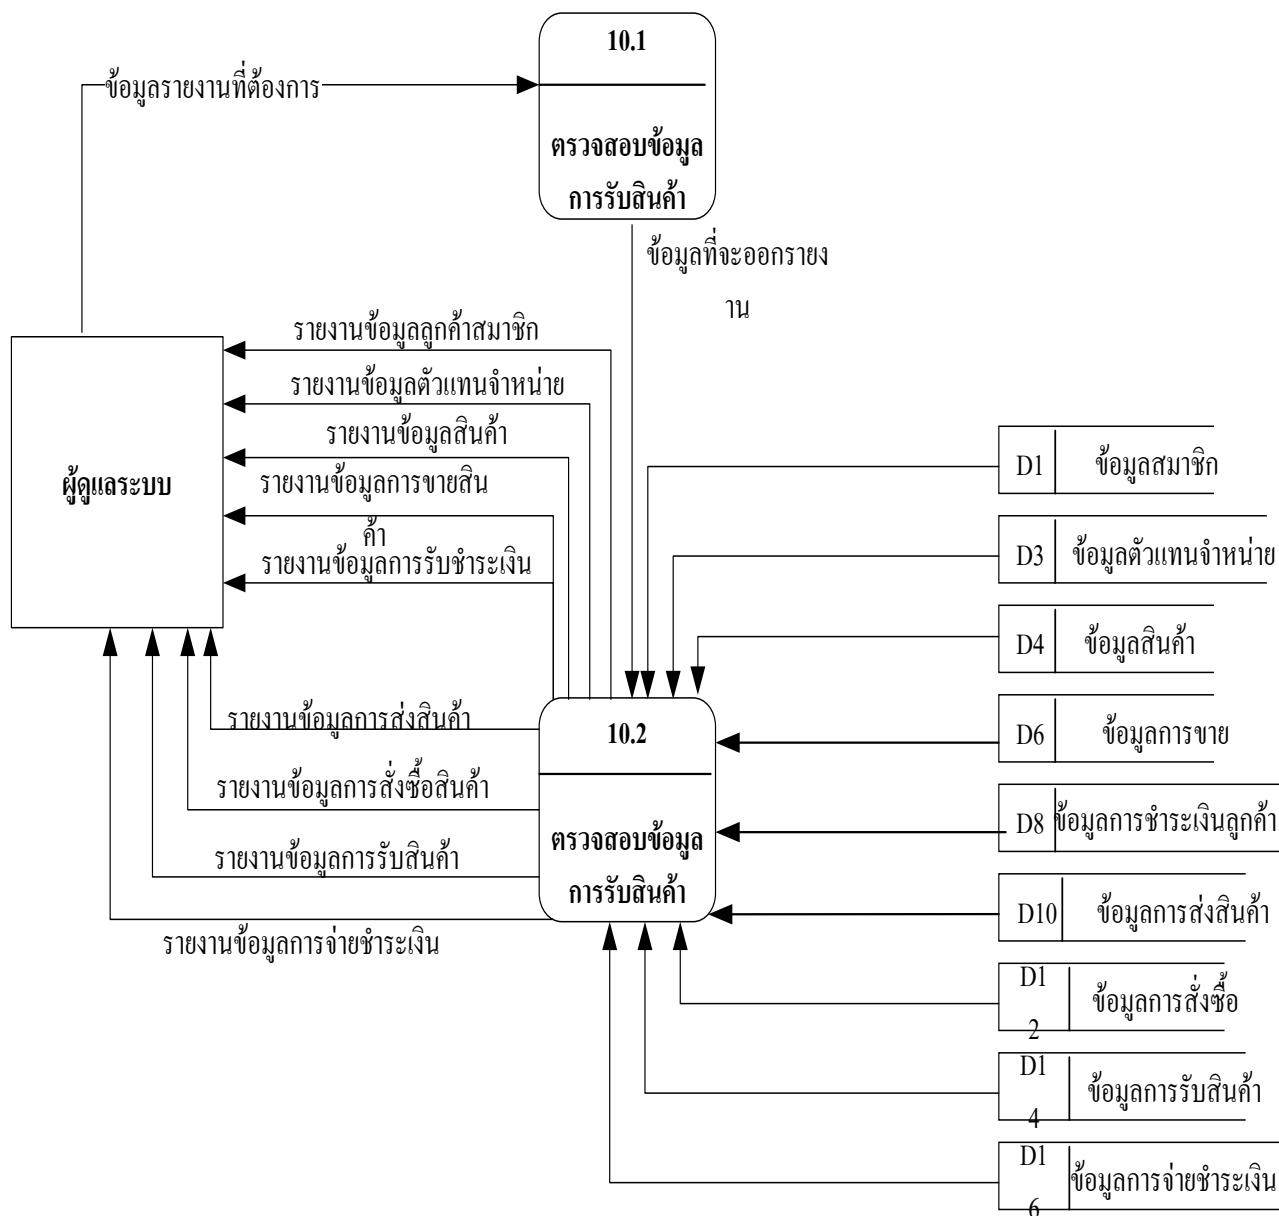 10.1
ข้อมูลรายงานที่ต้องการ
ตรวจสอบข้อมูล
การรับสินค้า
ข้อมูลที่จะออกรายง
าน
รายงานข้อมูลลูกค้าสมาชิก
รายงานข้อมูลตัวแทนจำหน่าย
รายงานข้อมูลสินค้า
รายงานข้อมูลการขายสิน
ค้า
รายงานข้อมูลการรับชำระเงิน
ผู้ดูแลระบบ
D1 ข้อมูลสมาชิก
D3 ข้อมูลตัวแทนจำหน่าย
D4 ข้อมูลสินค้า
D6 ข้อมูลการขาย
D8 ข้อมูลการชำระเงินลูกค้า
D10 ข้อมูลการส่งสินค้า
D1
2
ข้อมูลการสั่งซื้อ
D1
4
ข้อมูลการรับสินค้า
D1
6
ข้อมูลการจ่ายชำระเงิน
10.2
ตรวจสอบข้อมูล
การรับสินค้า
รายงานข้อมูลการส่งสินค้า
รายงานข้อมูลการสั่งซื้อสินค้า
รายงานข้อมูลการรับสินค้า
รายงานข้อมูลการจ่ายชำระเงิน